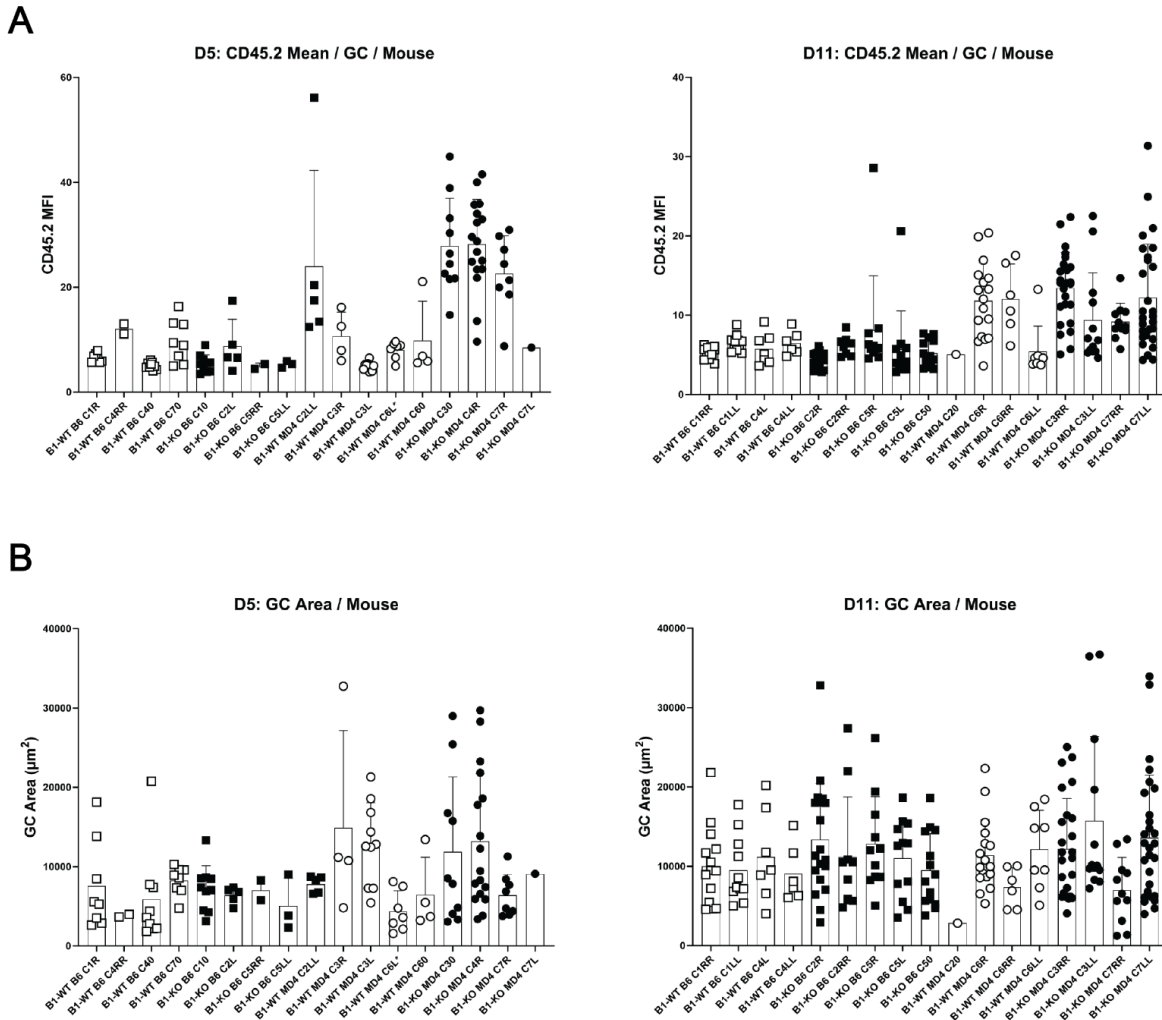 A
D5: CD45.2 Mean / GC / Mouse
CD45.2 MFI
60
40
20
0
B1-WT B6 C1R
B1-WT B6 C4RR
B1-WT B6 C40
B1-WT B6 C70
B1-KO B6 C10
B1-KO B6 C2L
B1-KO B6 C5RR
B1-KO B6 C5LL
B1-WT MD4 C2LL
B1-WT MD4 C3R
B1-WT MD4 C3L
B1-WT MD4 C6L*
B1-WT MD4 C60
B1-KO MD4 C30
B1-KO MD4 C4R
B1-KO MD4 C7R
B1-KO MD4 C7L
D11: CD45.2 Mean / GC / Mouse
CD45.2 MFI
40
30
20
10
0
B1-WT B6 C1RR
B1-WT B6 C1LL
B1-WT B6 C4L
B1-WT B6 C4LL
B1-KO B6 C2R
B1-KO B6 C2RR
B1-KO B6 C5R
B1-KO B6 C5L
B1-KO B6 C50
B1-WT MD4 C20
B1-WT MD4 C6R
B1-WT MD4 C6RR
B1-WT MD4 C6LL
B1-KO MD4 C3RR
B1-KO MD4 C3LL
B1-KO MD4 C7RR
B1-KO MD4 C7LL
B
D5: GC Area / Mouse
GC Area (µm²)
40000
30000
20000
10000
0
B1-WT B6 C1R
B1-WT B6 C4RR
B1-WT B6 C40
B1-WT B6 C70
B1-KO B6 C10
B1-KO B6 C2L
B1-KO B6 C5RR
B1-KO B6 C5LL
B1-WT MD4 C2LL
B1-WT MD4 C3R
B1-WT MD4 C3L
B1-WT MD4 C6L*
B1-WT MD4 C60
B1-KO MD4 C30
B1-KO MD4 C4R
B1-KO MD4 C7R
B1-KO MD4 C7L
D11: GC Area / Mouse
GC Area (µm²)
40000
30000
20000
10000
0
B1-WT B6 C1RR
B1-WT B6 C1LL
B1-WT B6 C4L
B1-WT B6 C4LL
B1-KO B6 C2R
B1-KO B6 C2RR
B1-KO B6 C5R
B1-KO B6 C5L
B1-KO B6 C50
B1-WT MD4 C20
B1-WT MD4 C6R
B1-WT MD4 C6RR
B1-WT MD4 C6LL
B1-KO MD4 C3RR
B1-KO MD4 C3LL
B1-KO MD4 C7RR
B1-KO MD4 C7LL